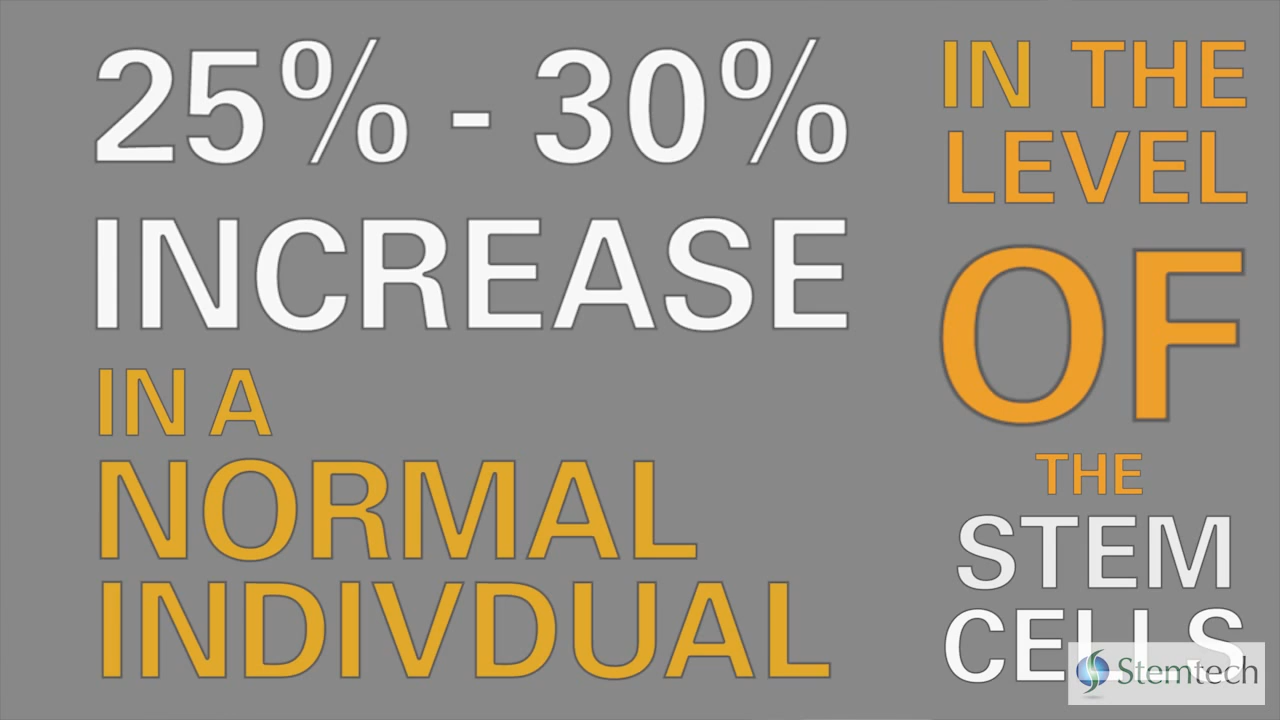 25% - 30%
INCREASE
IN A
NORMAL
INDIVDUAL
IN THE
LEVEL
OF
THE
STEM
CELLS
Stemtech